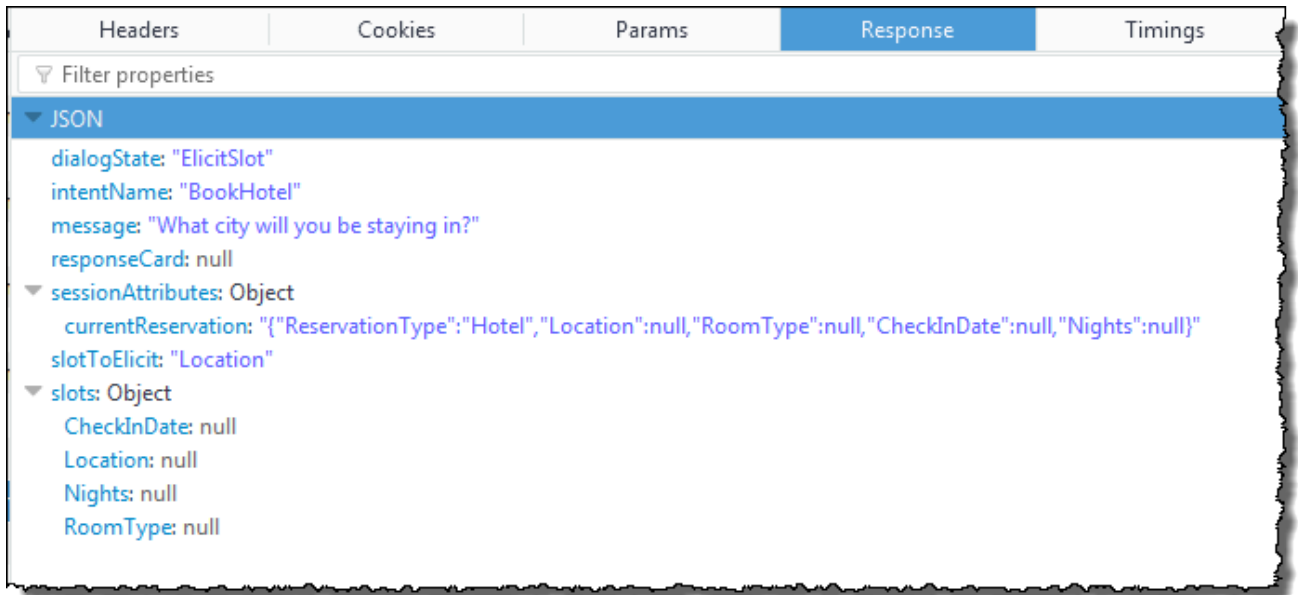 Headers Cookies Params Response Timings
Filter properties
JSON
dialogState: "ElicitSlot"
intentName: "BookHotel"
message: "What city will you be staying in?"
responseCard: null
sessionAttributes: Object
currentReservation: "{"ReservationType":"Hotel","Location":null,"RoomType":null,"CheckInDate":null,"Nights":null}"
slotToElicit: "Location"
slots: Object
CheckInDate: null
Location: null
Nights: null
RoomType: null